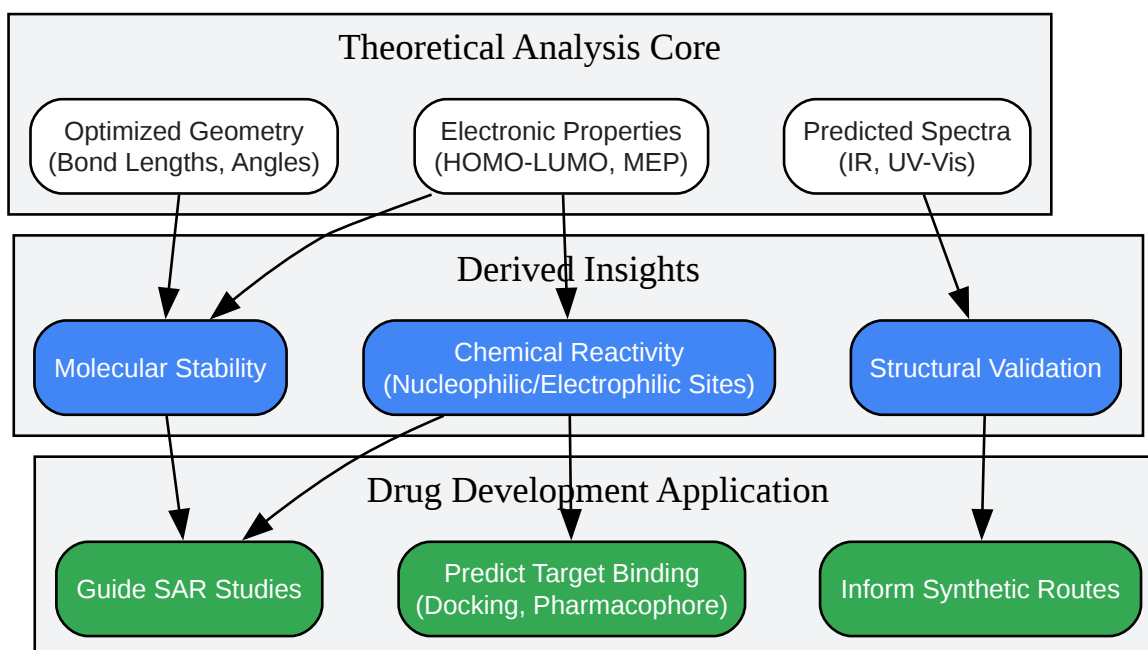 Theoretical Analysis Core
Optimized Geometry
(Bond Lengths, Angles)
Electronic Properties
(HOMO-LUMO, MEP)
Predicted Spectra
(IR, UV-Vis)
Derived Insights
Molecular Stability
Chemical Reactivity
(Nucleophilic/Electrophilic Sites)
Structural Validation
Drug Development Application
Guide SAR Studies
Predict Target Binding
(Docking, Pharmacophore)
Inform Synthetic Routes